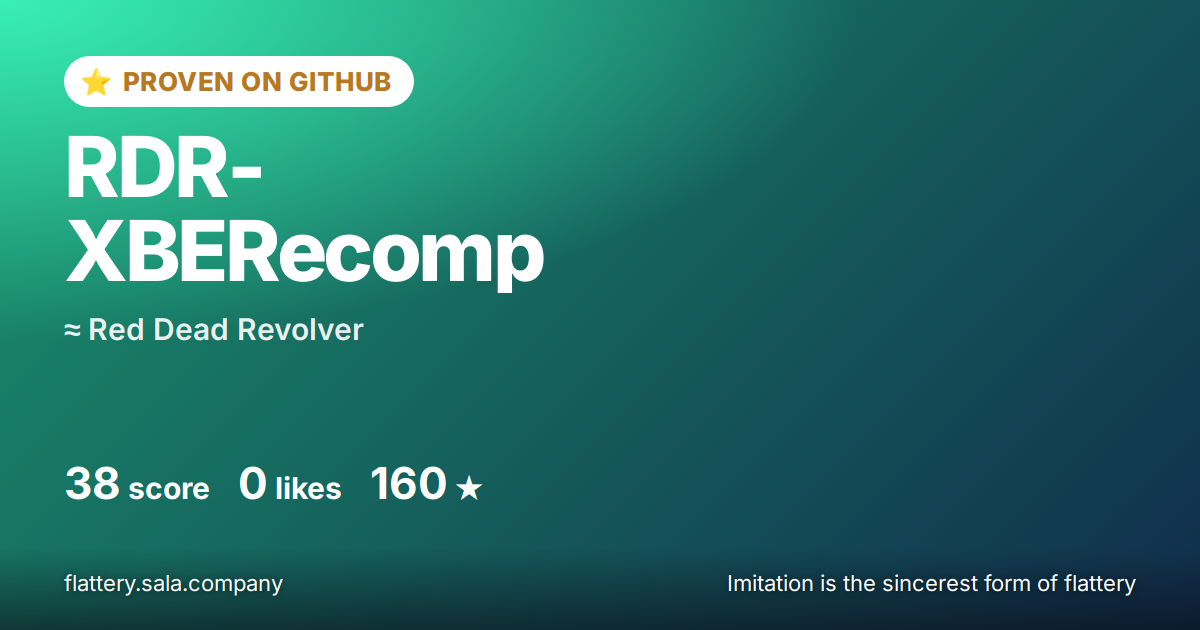 ⭐ PROVEN ON GITHUB
RDR-
XBERecomp
≈ Red Dead Revolver
38 score 0 likes 160 ★
flattery.sala.company
Imitation is the sincerest form of flattery